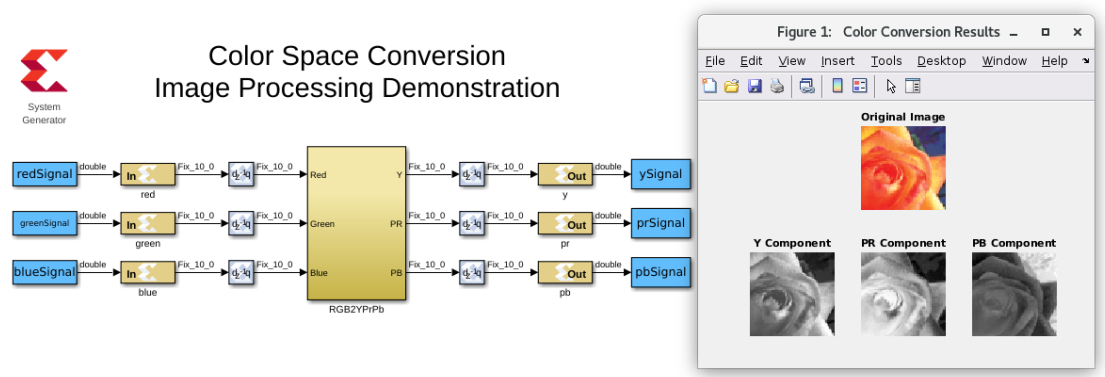 Color Space Conversion
Image Processing Demonstration
System
Generator
redSignal double In Fix_10_0 d z-1 q Fix_10_0 Red Y Fix_10_0 d z-1 q Fix_10_0 Out double ySignal
red y
greenSignal double In Fix_10_0 d z-1 q Fix_10_0 Green PR Fix_10_0 d z-1 q Fix_10_0 Out double prSignal
green pr
blueSignal double In Fix_10_0 d z-1 q Fix_10_0 Blue PB Fix_10_0 d z-1 q Fix_10_0 Out double pbSignal
blue pb
RGB2YPrPb
Figure 1: Color Conversion Results
File Edit View Insert Tools Desktop Window Help
Original Image
Y Component PR Component PB Component